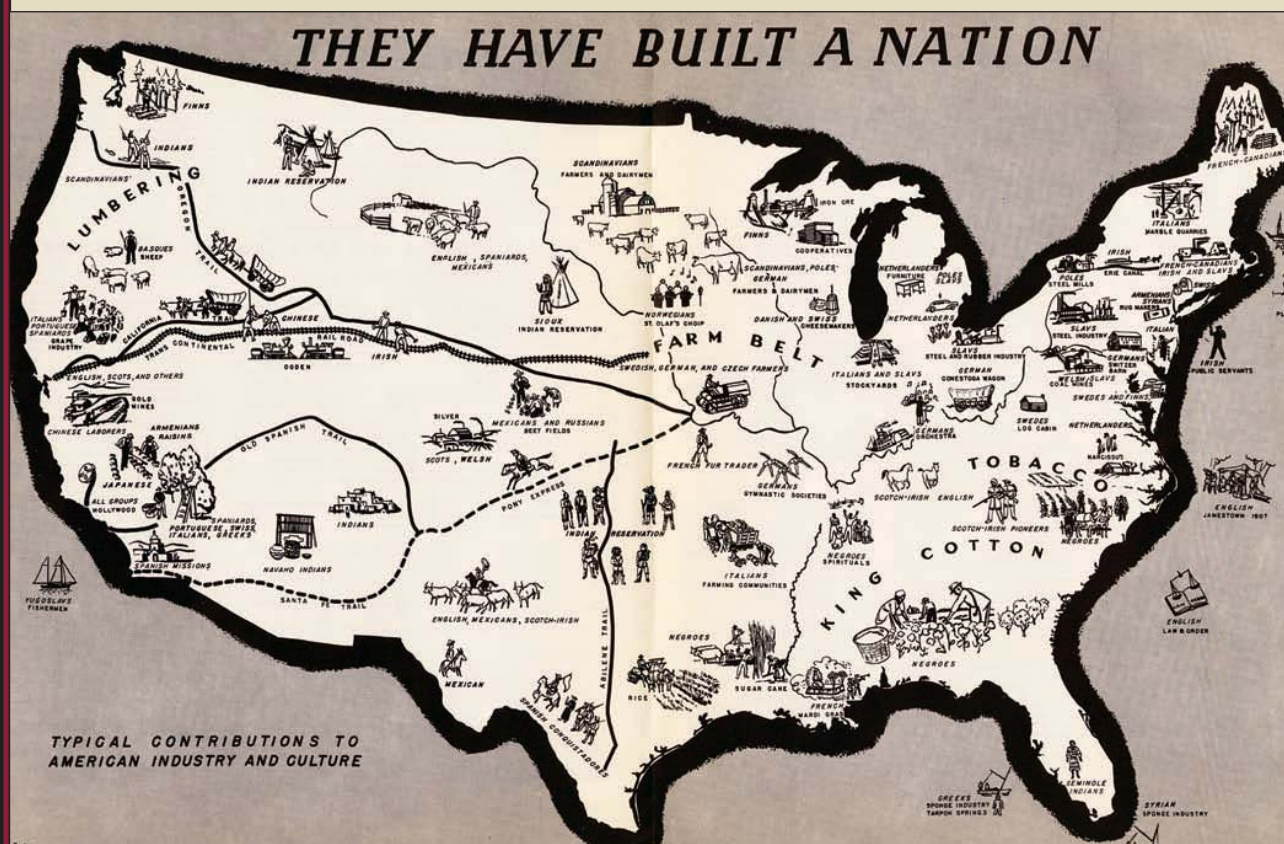 THEY HAVE BUILT A NATION
FINNS
INDIANS
SCANDINAVIANS
LUMBERING
OREGON
TRAIL
BASQUES
SHEEP
INDIAN RESERVATION
ENGLISH, SPANIARDS,
MEXICANS
SIOUX
INDIAN RESERVATION
SCANDINAVIANS
FARMERS AND DAIRYMEN
IRON ORE
FINNS
COOPERATIVES
SCANDINAVIANS, POLES
GERMAN
FARMERS & DAIRYMEN
NORWEGIANS
ST. OLAF'S CHOIR
DANISH AND SWISS
CHEESEMAKERS
NETHERLANDERS
FURNITURE
POLES
SLAVS
NETHERLANDERS
FRENCH-CANADIANS
ITALIANS
MARBLE QUARRIES
IRISH
ERIE CANAL
FRENCH-CANADIANS
IRISH AND SLAVS
POLES
STEEL MILLS
SWISS
ARMENIANS
SYRIANS
RUG MAKERS
SLAVS
STEEL INDUSTRY
ITALIAN
GERMANS
SWITZER
BARN
IRISH
PUBLIC SERVANTS
WELSH, SLAVS
COAL MINES
SWEDES AND FINNS
ITALIANS
PORTUGUESE
SPANIARDS
GRAPE
INDUSTRY
CALIFORNIA TRAIL
TRANS CONTINENTAL RAIL ROAD
CHINESE
OGDEN
IRISH
FARM BELT
SWEDISH, GERMAN, AND CZECH FARMERS
ITALIANS AND SLAVS
STOCKYARDS
SLAVS
STEEL AND RUBBER INDUSTRY
GERMAN
CONESTOGA WAGON
SWEDES
LOG CABIN
NETHERLANDERS
NARCISSUS
ENGLISH, SCOTS, AND OTHERS
GOLD
MINES
CHINESE LABORERS
ARMENIANS
RAISINS
JAPANESE
ALL GROUPS
HOLLYWOOD
SPANIARDS,
PORTUGUESE, SWISS,
ITALIANS, GREEKS
SPANISH MISSIONS
OLD SPANISH TRAIL
NAVAHO INDIANS
INDIANS
SANTA FE TRAIL
SILVER
SCOTS, WELSH
MEXICANS AND RUSSIANS
BEET FIELDS
PONY EXPRESS
FRENCH FUR TRADER
GERMANS
GYMNASTIC SOCIETIES
GERMANS
ORCHESTRA
SCOTCH-IRISH ENGLISH
TOBACCO
SCOTCH-IRISH PIONEERS
NEGROES
ENGLISH
JAMESTOWN 1607
INDIAN RESERVATION
ITALIANS
FARMING COMMUNITIES
NEGROES
SPIRITUALS
KING COTTON
NEGROES
ENGLISH
LAW & ORDER
YUGOSLAVS
FISHERMEN
ENGLISH, MEXICANS, SCOTCH-IRISH
MEXICAN
SPANISH CONQUISTADORES
ABILENE TRAIL
NEGROES
RICE
SUGAR CANE
FRENCH
MARDI GRAS
SEMINOLE
INDIANS
GREEKS
SPONGE INDUSTRY
TARPON SPRINGS
SYRIAN
SPONGE INDUSTRY
TYPICAL CONTRIBUTIONS TO
AMERICAN INDUSTRY AND CULTURE